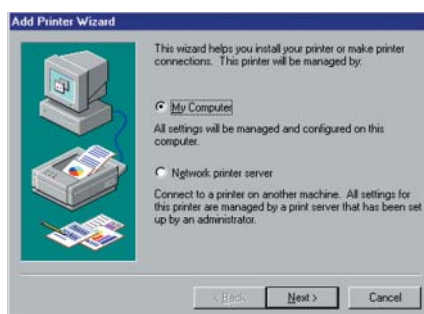 Add Printer Wizard
This wizard helps you install your printer or make printer
connections. This printer will be managed by:
My Computer
All settings will be managed and configured on this
computer.
Network printer server
Connect to a printer on another machine. All settings for
this printer are managed by a print server that has been set
up by an administrator.
< Back Next > Cancel